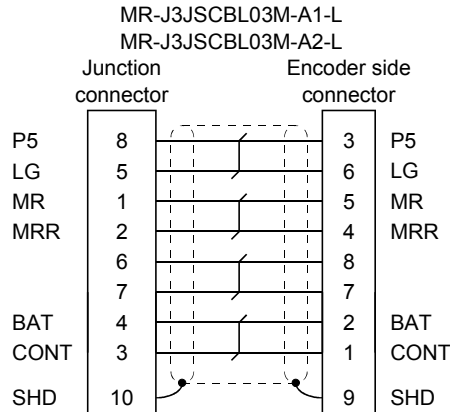 MR-J3JSCBL03M-A1-L
MR-J3JSCBL03M-A2-L
Junction connector Encoder side connector
P5 8 3 P5
LG 5 6 LG
MR 1 5 MR
MRR 2 4 MRR
6 8
7 7
BAT 4 2 BAT
CONT 3 1 CONT
SHD 10 9 SHD